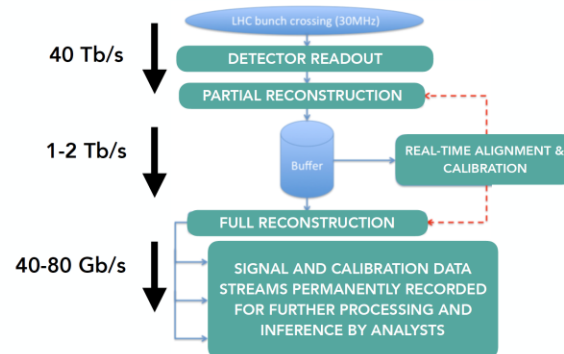 LHC bunch crossing (30MHz)
40 Tb/s
DETECTOR READOUT
PARTIAL RECONSTRUCTION
1-2 Tb/s
Buffer
REAL-TIME ALIGNMENT &
CALIBRATION
FULL RECONSTRUCTION
40-80 Gb/s
SIGNAL AND CALIBRATION DATA
STREAMS PERMANENTLY RECORDED
FOR FURTHER PROCESSING AND
INFERENCE BY ANALYSTS